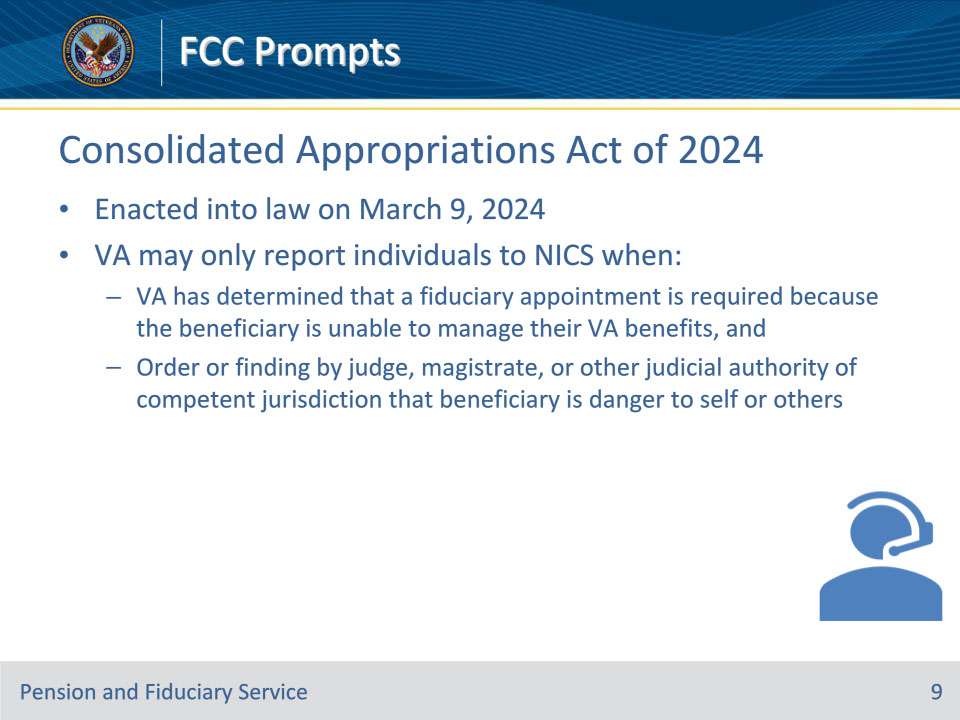 FCC Prompts
Consolidated Appropriations Act of 2024
• Enacted into law on March 9, 2024
• VA may only report individuals to NICS when:
– VA has determined that a fiduciary appointment is required because
the beneficiary is unable to manage their VA benefits, and
– Order or finding by judge, magistrate, or other judicial authority of
competent jurisdiction that beneficiary is danger to self or others
Pension and Fiduciary Service
9